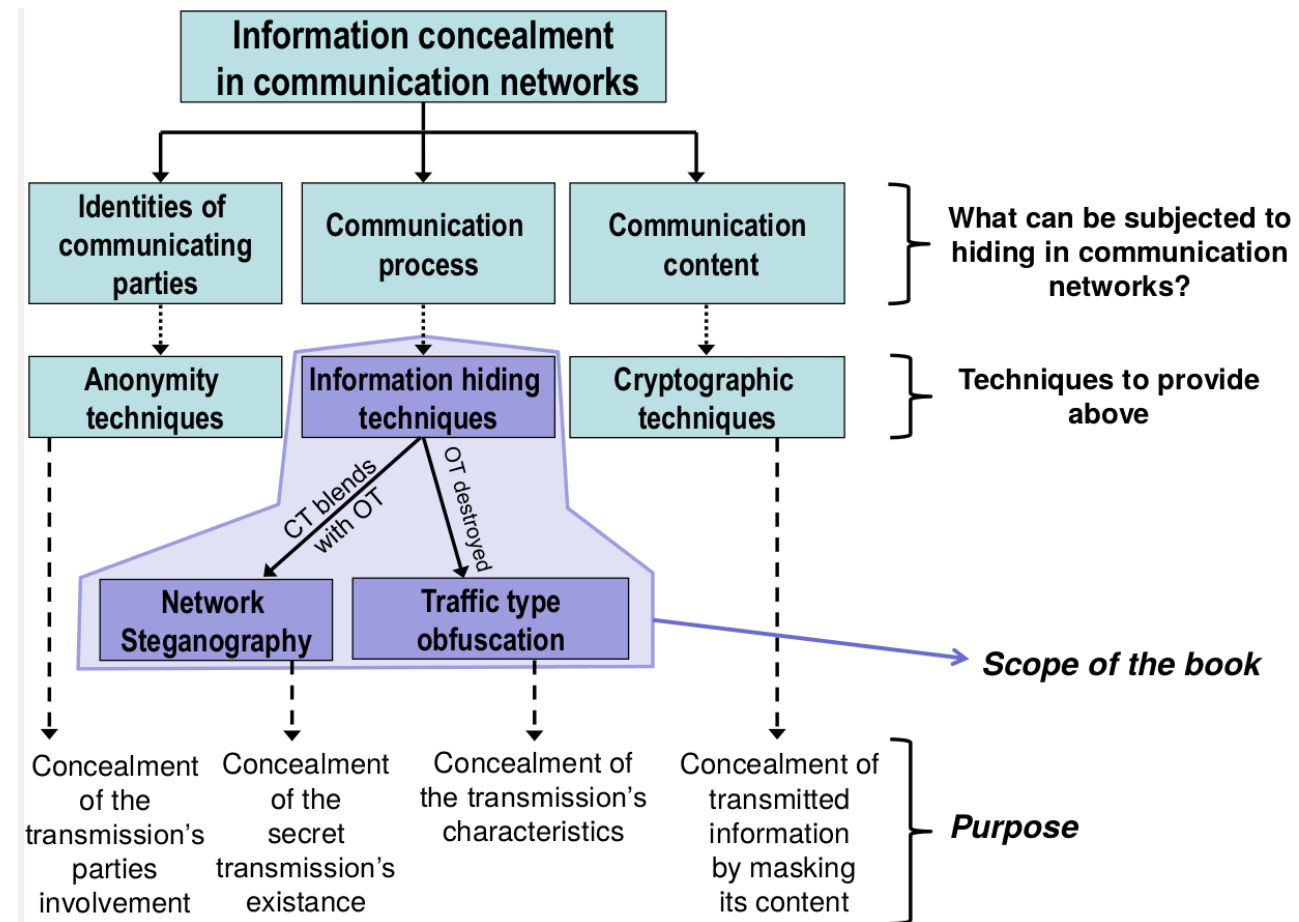 Information concealment
in communication networks
Identities of
communicating
parties
Communication
process
Communication
content
What can be subjected to
hiding in communication
networks?
Anonymity
techniques
Information hiding
techniques
Cryptographic
techniques
Techniques to provide
above
CT blends
with OT
OT destroyed
Network
Steganography
Traffic type
obfuscation
Scope of the book
Concealment
of the
transmission's
parties
involvement
Concealment
of the
secret
transmission's
existance
Concealment of
the transmission's
characteristics
Concealment of
transmitted
information
by masking
its content
Purpose